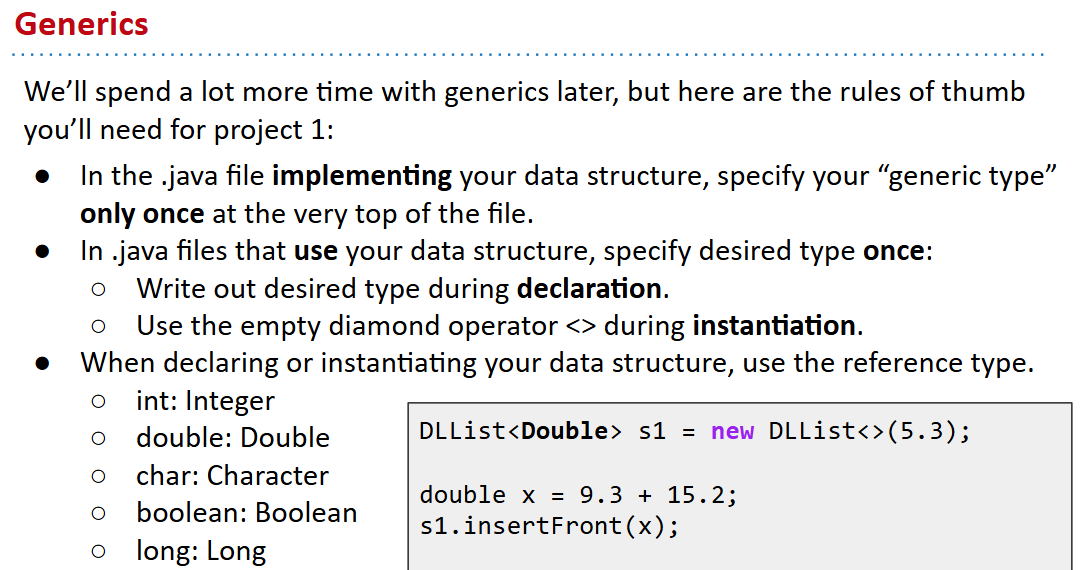 Generics
We’ll spend a lot more time with generics later, but here are the rules of thumb
you’ll need for project 1:
● In the .java file implementing your data structure, specify your “generic type”
only once at the very top of the file.
● In .java files that use your data structure, specify desired type once:
○ Write out desired type during declaration.
○ Use the empty diamond operator <> during instantiation.
● When declaring or instantiating your data structure, use the reference type.
○ int: Integer
○ double: Double
○ char: Character
○ boolean: Boolean
○ long: Long
DLList<Double> s1 = new DLList<>(5.3);
double x = 9.3 + 15.2;
s1.insertFront(x);